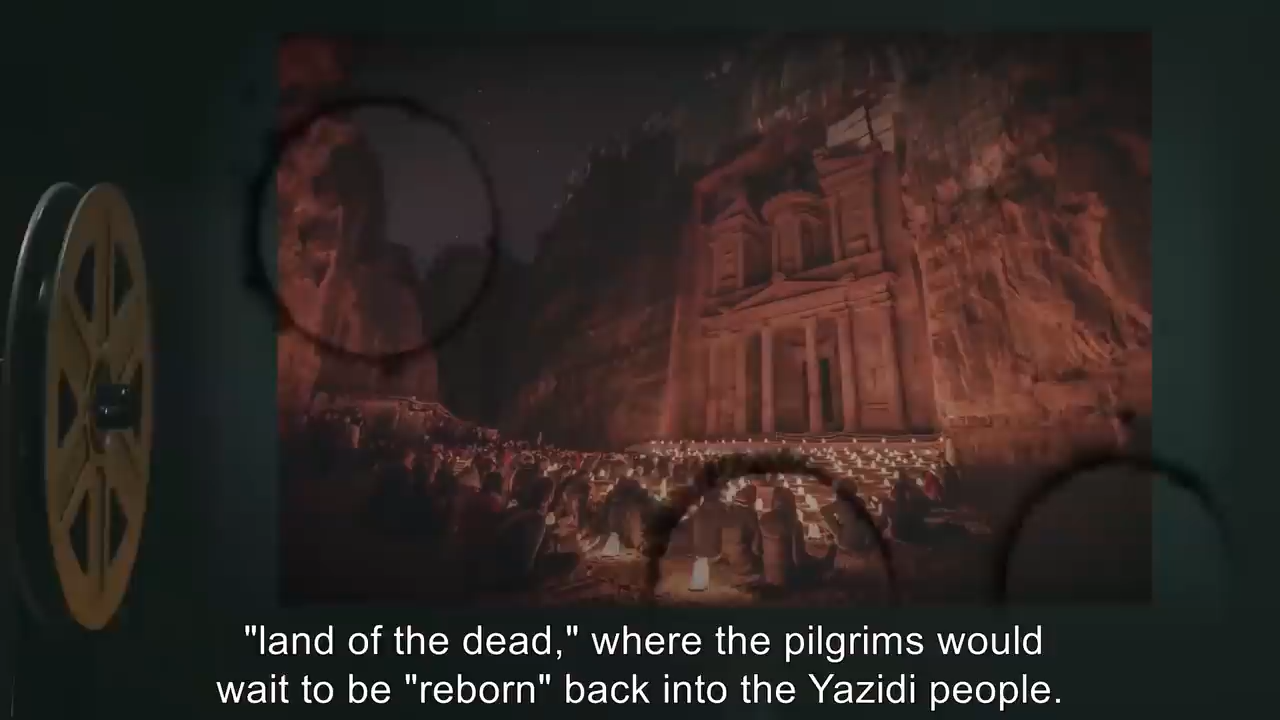 "land of the dead," where the pilgrims would
wait to be "reborn" back into the Yazidi people.